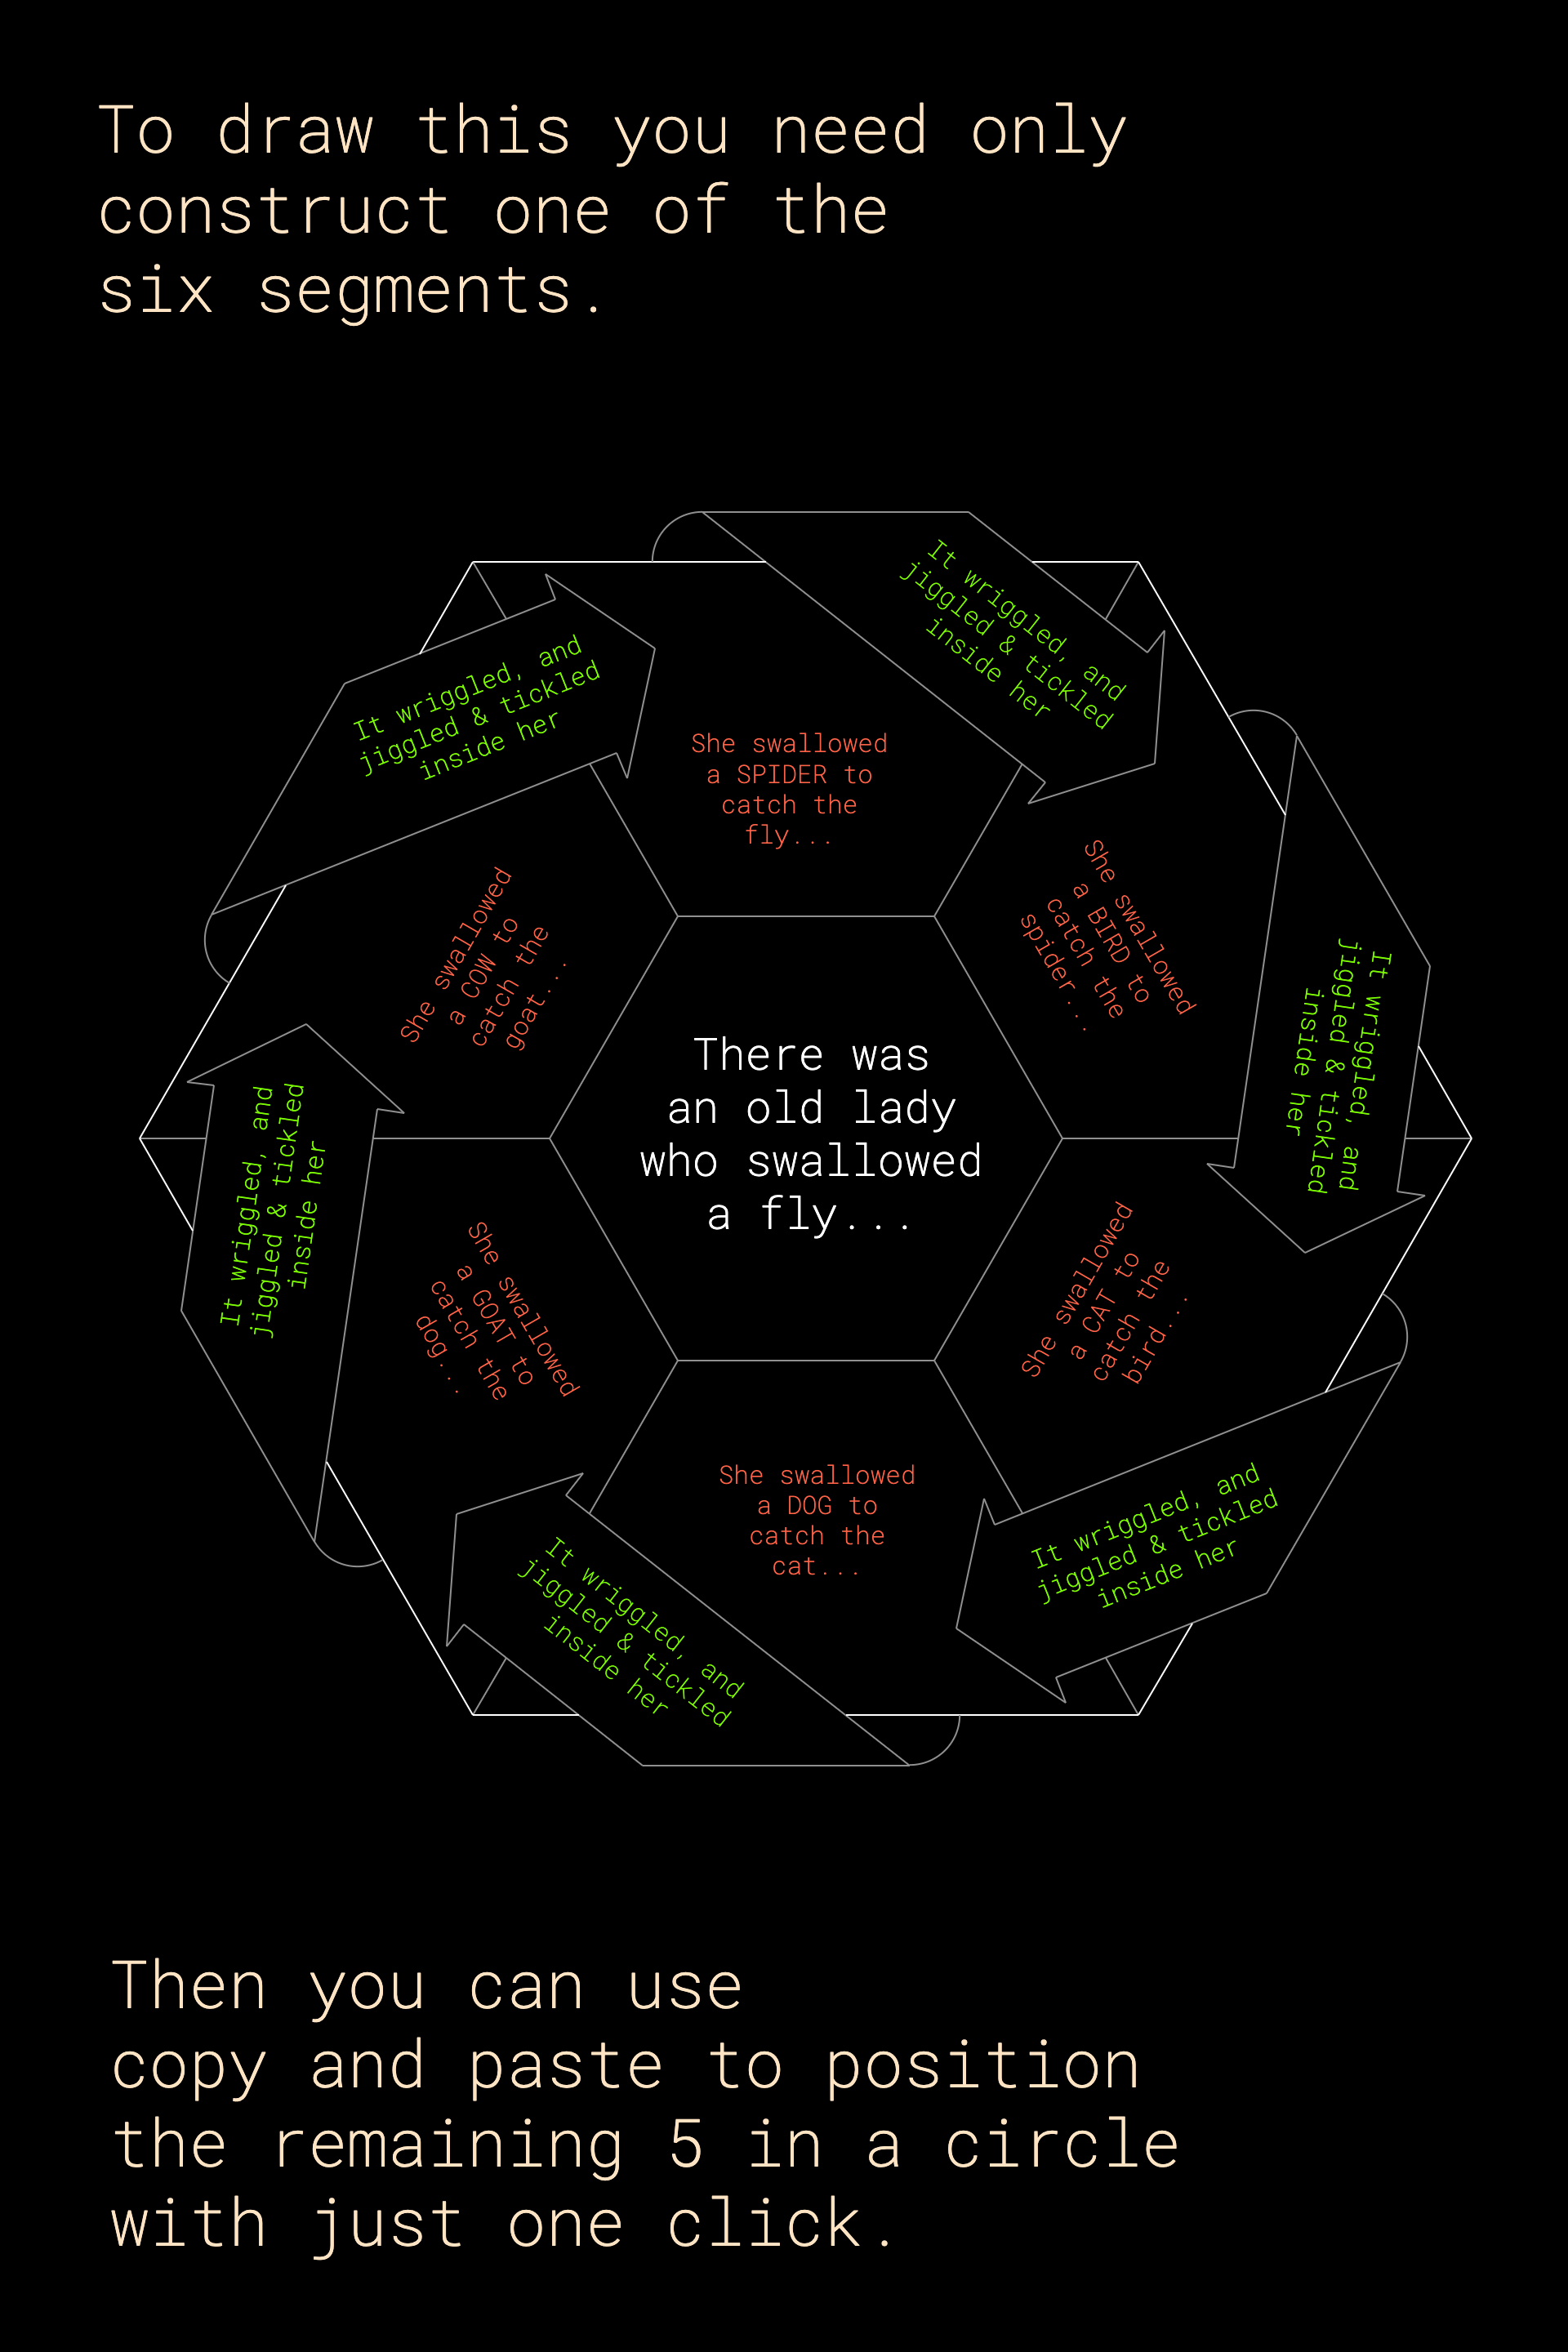 To draw this you need only
construct one of the
six segments.
It wriggled, and
jiggled & tickled
inside her
It wriggled, and
jiggled & tickled
inside her
She swallowed
a SPIDER to
catch the
fly...
She swallowed
a BIRD to
catch the
spider...
It wriggled, and
jiggled & tickled
inside her
She swallowed
a CAT to
catch the
bird...
It wriggled, and
jiggled & tickled
inside her
She swallowed
a DOG to
catch the
cat...
It wriggled, and
jiggled & tickled
inside her
She swallowed
a GOAT to
catch the
dog...
It wriggled, and
jiggled & tickled
inside her
She swallowed
a COW to
catch the
goat...
There was
an old lady
who swallowed
a fly...
Then you can use
copy and paste to position
the remaining 5 in a circle
with just one click.